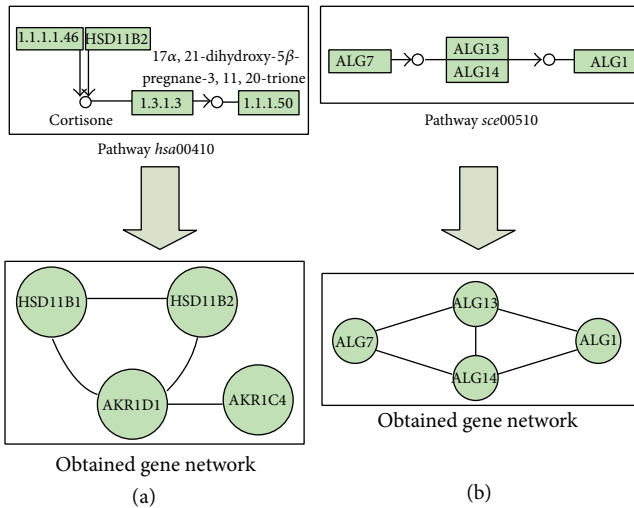 1.1.1.1.46
HSD11B2
17α, 21-dihydroxy-5β-
pregnane-3, 11, 20-trione
1.3.1.3
1.1.1.50
Cortisone
Pathway hsa00410
HSD11B1
HSD11B2
AKR1D1
AKR1C4
Obtained gene network
(a)
ALG7
ALG13
ALG14
ALG1
Pathway sce00510
ALG13
ALG7
ALG1
ALG14
Obtained gene network
(b)